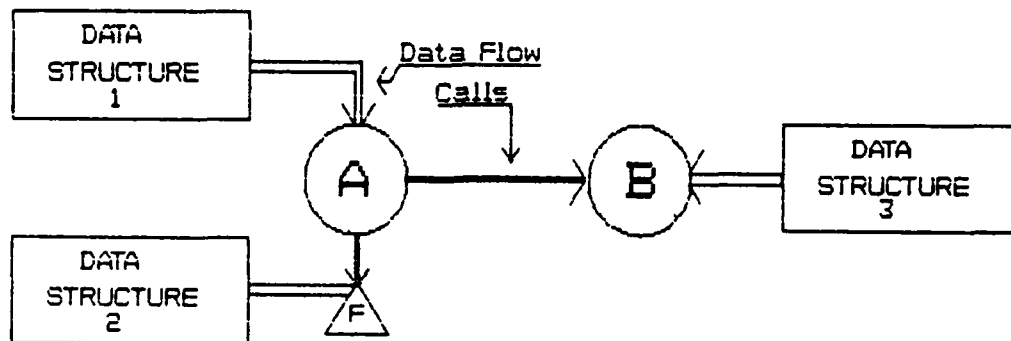 DATA
STRUCTURE
1
Data Flow
Calls
A
B
DATA
STRUCTURE
3
DATA
STRUCTURE
2
F